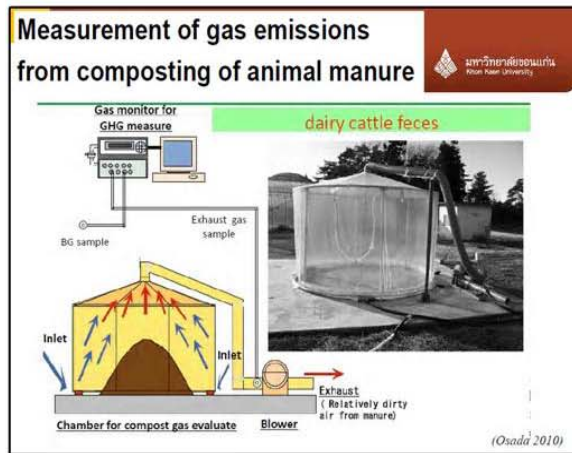 Measurement of gas emissions
from composting of animal manure
มหาวิทยาลัยขอนแก่น
Khon Kaen University
Gas monitor for
GHG measure
dairy cattle feces
BG sample
Exhaust gas
sample
Inlet
Inlet
Exhaust
( Relatively dirty
air from manure)
Chamber for compost gas evaluate
Blower
(Osada 2010)